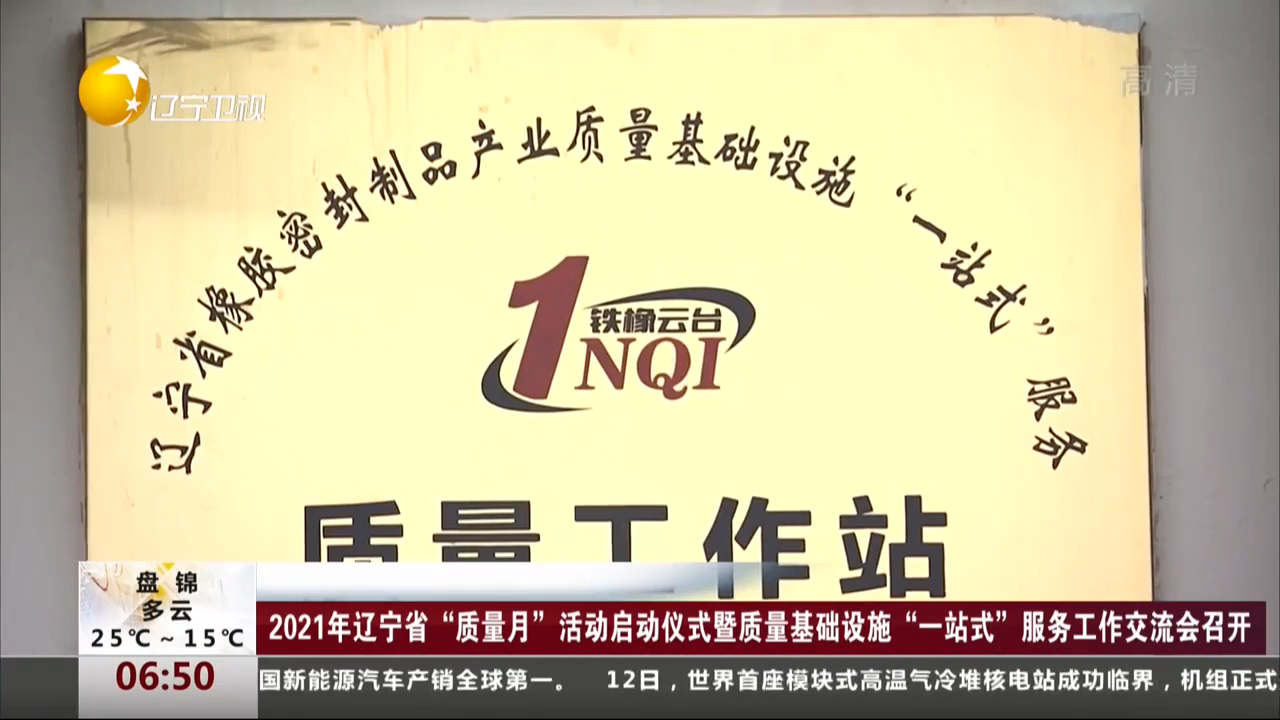 辽宁卫视
高清
辽宁省橡胶密封制品产业质量基础设施“一站式”服务
1
铁橡云台
NQI
质量工作站
盘锦
多云
25℃~15℃
06:50
2021年辽宁省“质量月”活动启动仪式暨质量基础设施“一站式”服务工作交流会召开
国新能源汽车产销全球第一。 12日，世界首座模块式高温气冷堆核电站成功临界，机组正式